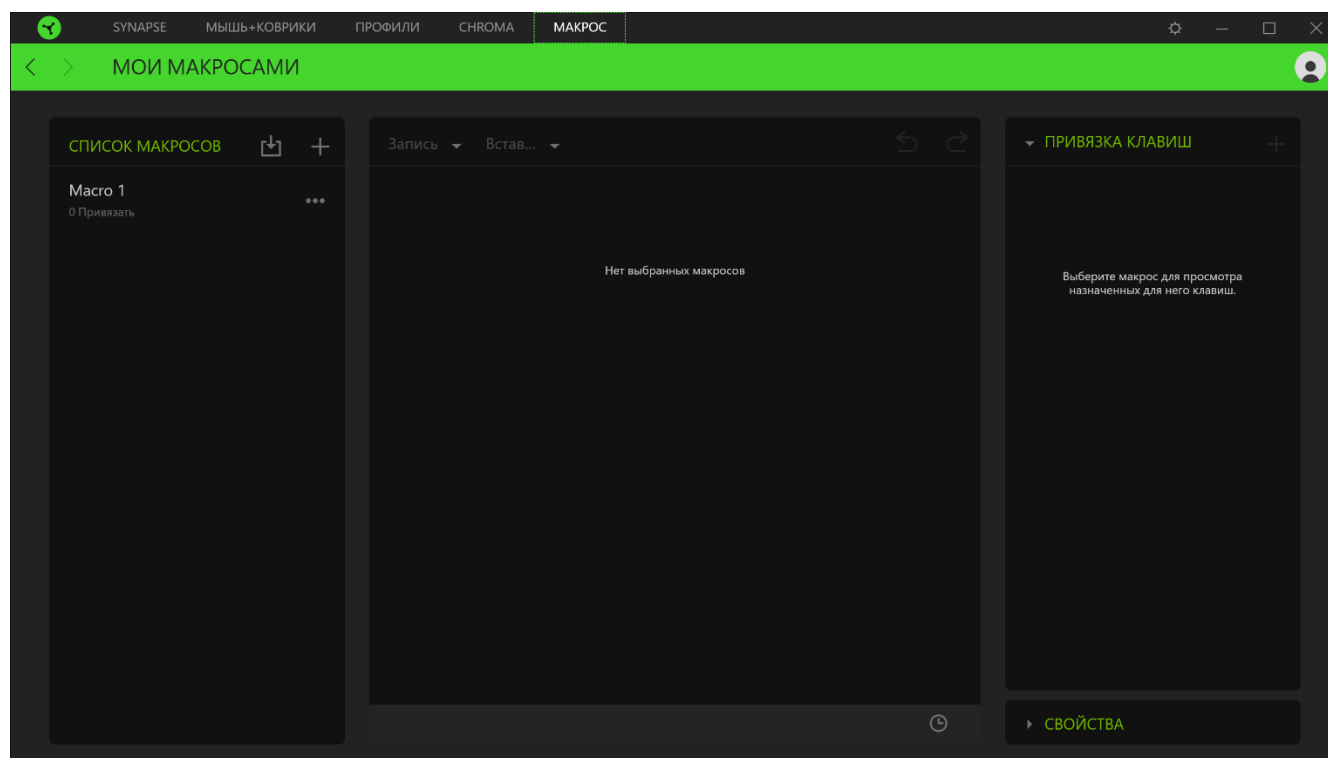 SYNAPSE МЫШЬ+КОВРИКИ ПРОФИЛИ CHROMA МАКРОС
МОИ МАКРОСАМИ
СПИСОК МАКРОСОВ
Macro 1
0 Привязать
Запись Встав...
Нет выбранных макросов
ПРИВЯЗКА КЛАВИШ
Выберите макрос для просмотра
назначенных для него клавиш.
СВОЙСТВА